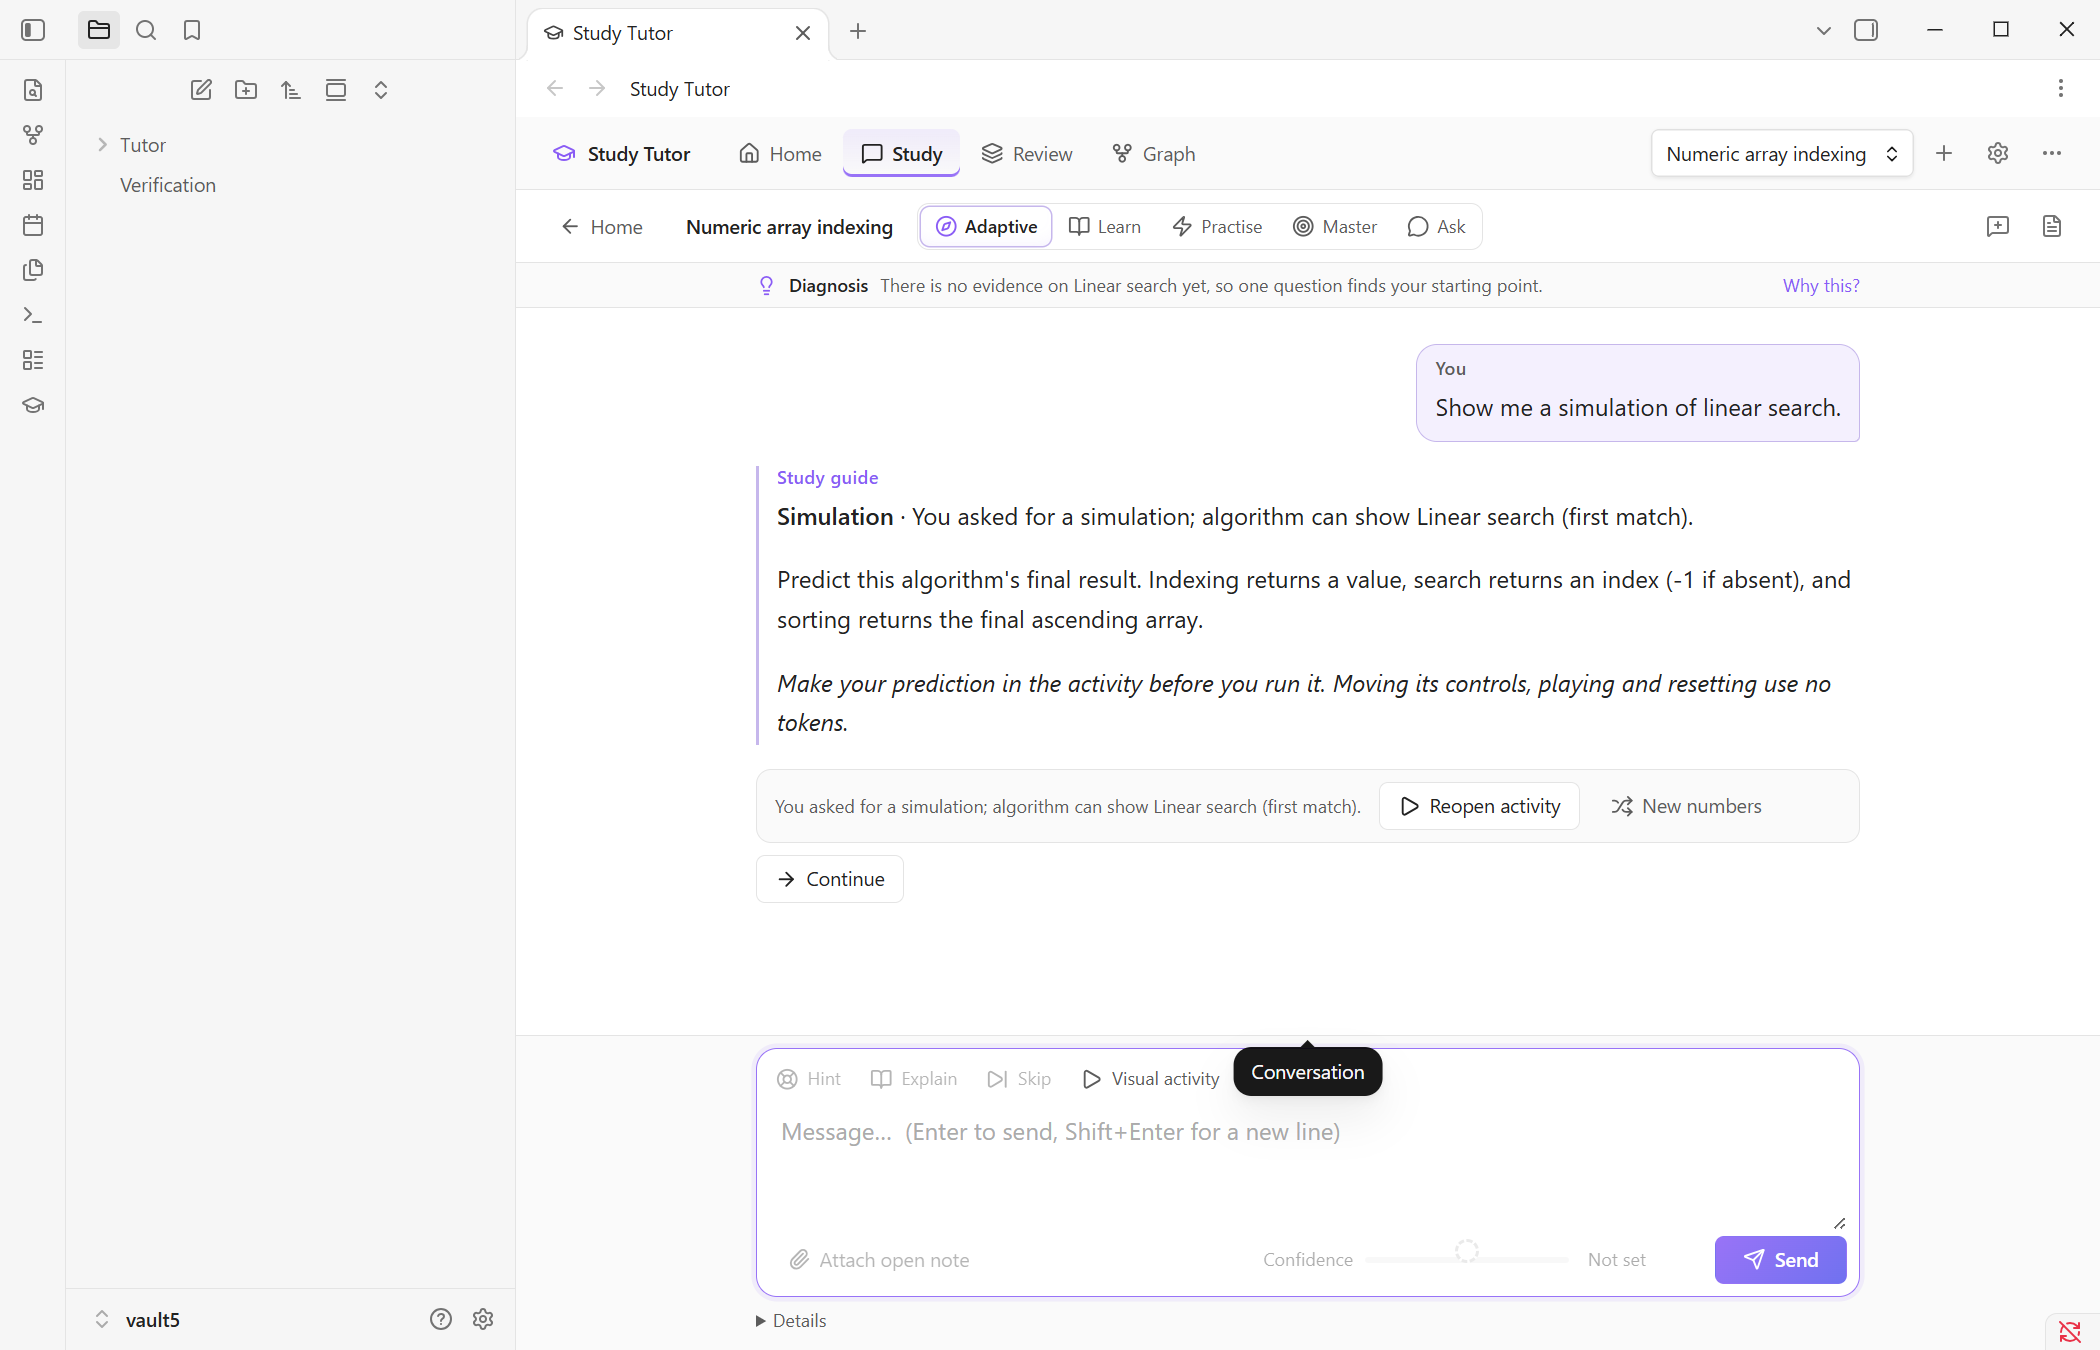 Study Tutor
Study Tutor
Tutor
Verification
Study Tutor
Home
Study
Review
Graph
Numeric array indexing
Home
Numeric array indexing
Adaptive
Learn
Practise
Master
Ask
Diagnosis There is no evidence on Linear search yet, so one question finds your starting point.
Why this?
You
Show me a simulation of linear search.
Study guide
Simulation · You asked for a simulation; algorithm can show Linear search (first match).
Predict this algorithm's final result. Indexing returns a value, search returns an index (-1 if absent), and
sorting returns the final ascending array.
Make your prediction in the activity before you run it. Moving its controls, playing and resetting use no
tokens.
You asked for a simulation; algorithm can show Linear search (first match).
Reopen activity
New numbers
Continue
Hint
Explain
Skip
Visual activity
Conversation
Message... (Enter to send, Shift+Enter for a new line)
Attach open note
Confidence
Not set
Send
Details
vault5